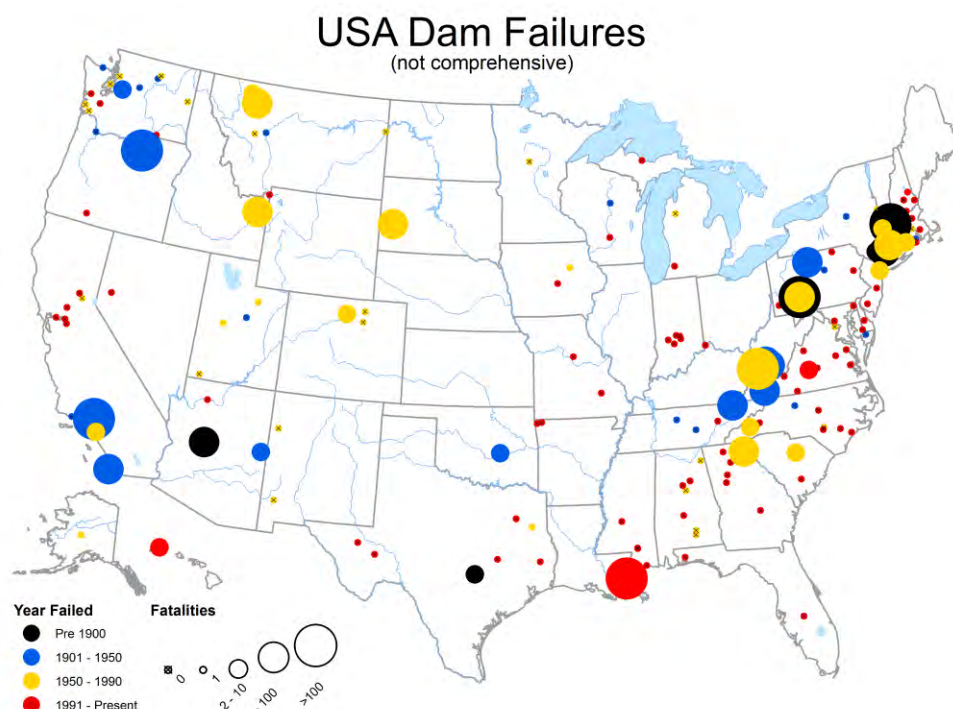 USA Dam Failures
(not comprehensive)
Year Failed
Pre 1900
1901 - 1950
1950 - 1990
1991 - Present
Fatalities
0
1
2 - 10
100
>100